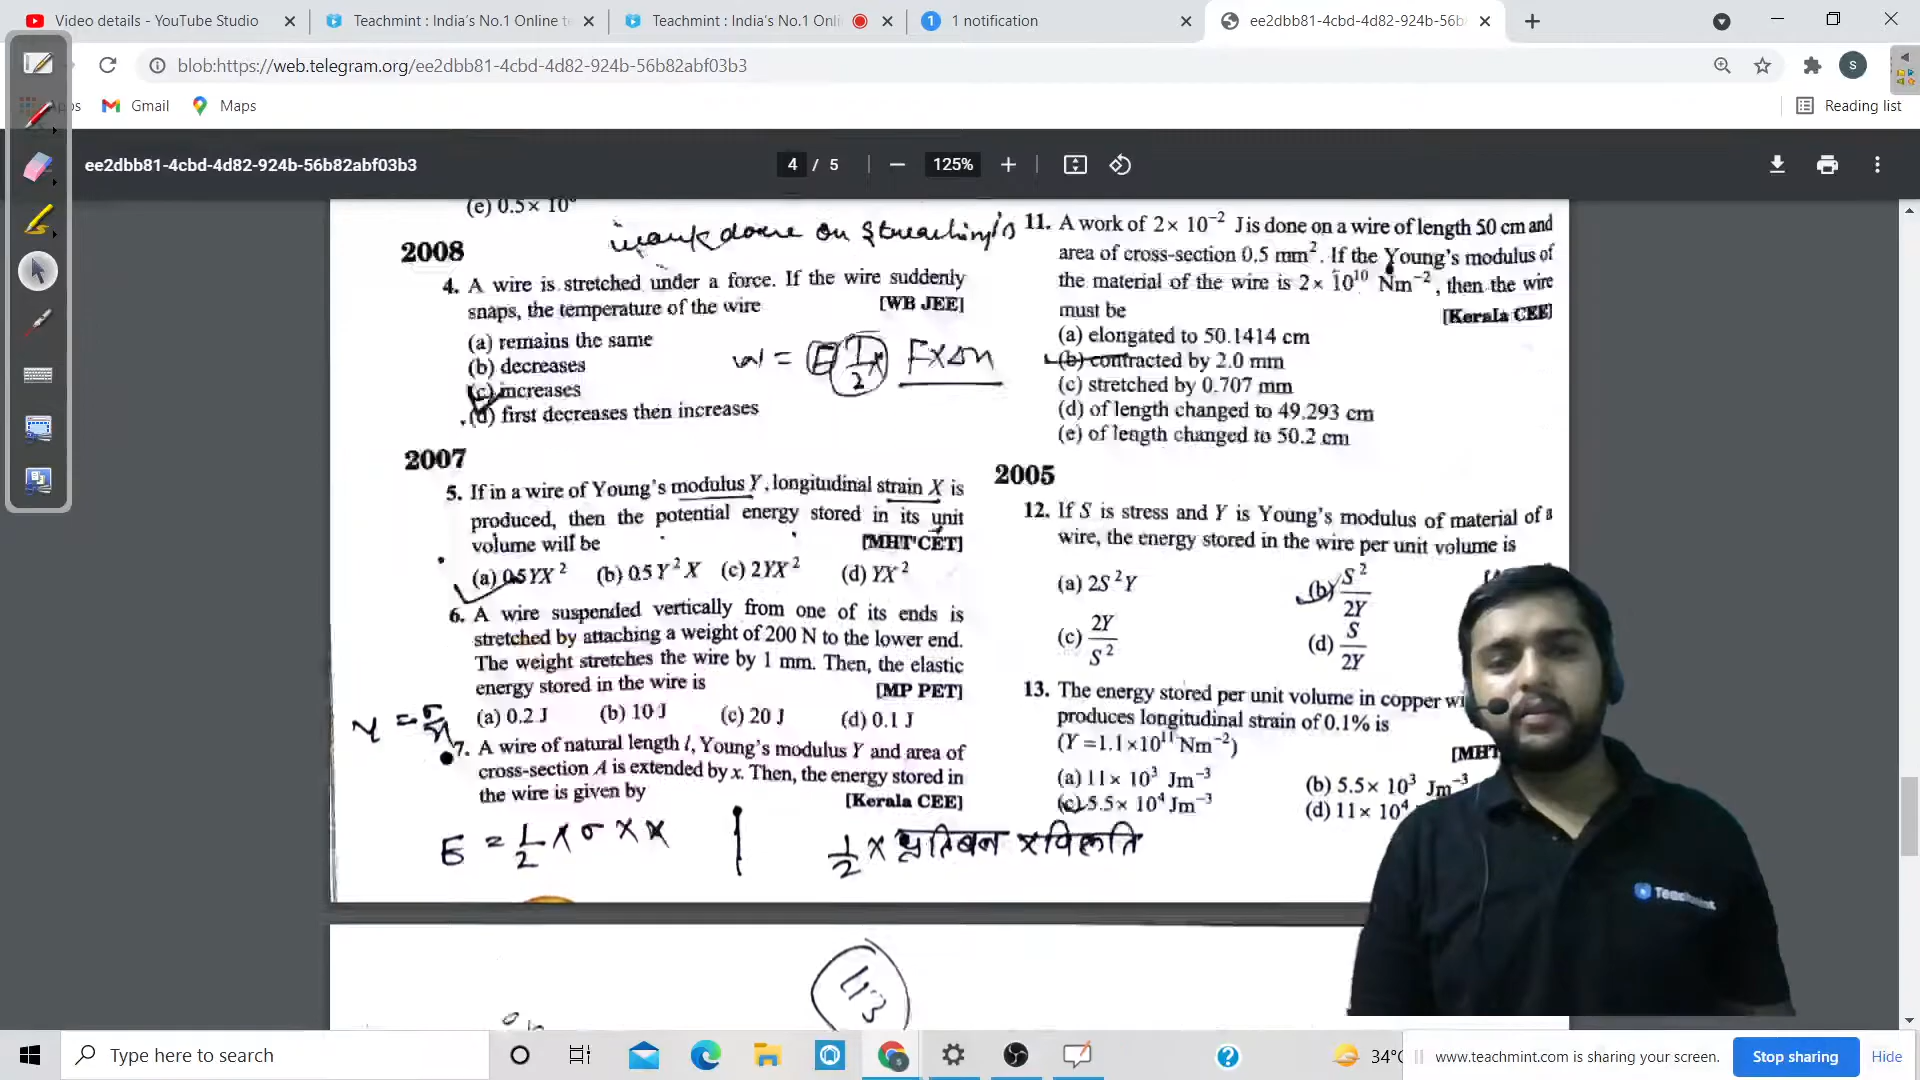 Video details - YouTube Studio
Teachmint : India's No.1 Online t
Teachmint : India's No.1 Onli
1 1 notification
ee2dbb81-4cbd-4d82-924b-56b
blob:https://web.telegram.org/ee2dbb81-4cbd-4d82-924b-56b82abf03b3
S
Gmail
Maps
Reading list
ee2dbb81-4cbd-4d82-924b-56b82abf03b3
4 / 5
125%
(e) 0.5× 10
2008
work done on stretching's
4. A wire is stretched under a force. If the wire suddenly
snaps, the temperature of the wire [WB JEE]
(a) remains the same
(b) decreases
(c) increases
(d) first decreases then increases
W = E 1/2 x F×Δx
2007
5. If in a wire of Young's modulus Y, longitudinal strain X is
produced, then the potential energy stored in its unit
volume will be [MHT CET]
(a) 0.5 YX² (b) 0.5 Y²X (c) 2YX² (d) YX²
6. A wire suspended vertically from one of its ends is
stretched by attaching a weight of 200 N to the lower end.
The weight stretches the wire by 1 mm. Then, the elastic
energy stored in the wire is [MP PET]
(a) 0.2 J (b) 10 J (c) 20 J (d) 0.1 J
7. A wire of natural length l, Young's modulus Y and area of
cross-section A is extended by x. Then, the energy stored in
the wire is given by [Kerala CEE]
E = 1/2 × σ × x
11. A work of 2× 10⁻² J is done on a wire of length 50 cm and
area of cross-section 0.5 mm². If the Young's modulus of
the material of the wire is 2× 10¹⁰ Nm⁻², then the wire
must be [Kerala CEE]
(a) elongated to 50.1414 cm
(b) contracted by 2.0 mm
(c) stretched by 0.707 mm
(d) of length changed to 49.293 cm
(e) of length changed to 50.2 cm
2005
12. If S is stress and Y is Young's modulus of material of a
wire, the energy stored in the wire per unit volume is
(a) 2S²Y (b) S²/2Y
(c) 2Y/S² (d) S/2Y
13. The energy stored per unit volume in copper wi
produces longitudinal strain of 0.1% is
(Y = 1.1×10¹¹ Nm⁻²) [MHT
(a) 11× 10³ Jm⁻³ (b) 5.5× 10³ Jm⁻³
(c) 5.5× 10⁴ Jm⁻³ (d) 11× 10⁴
1/2 × प्रतिबल × विकृति
Teachmint
Type here to search
34°C
www.teachmint.com is sharing your screen.
Stop sharing
Hide